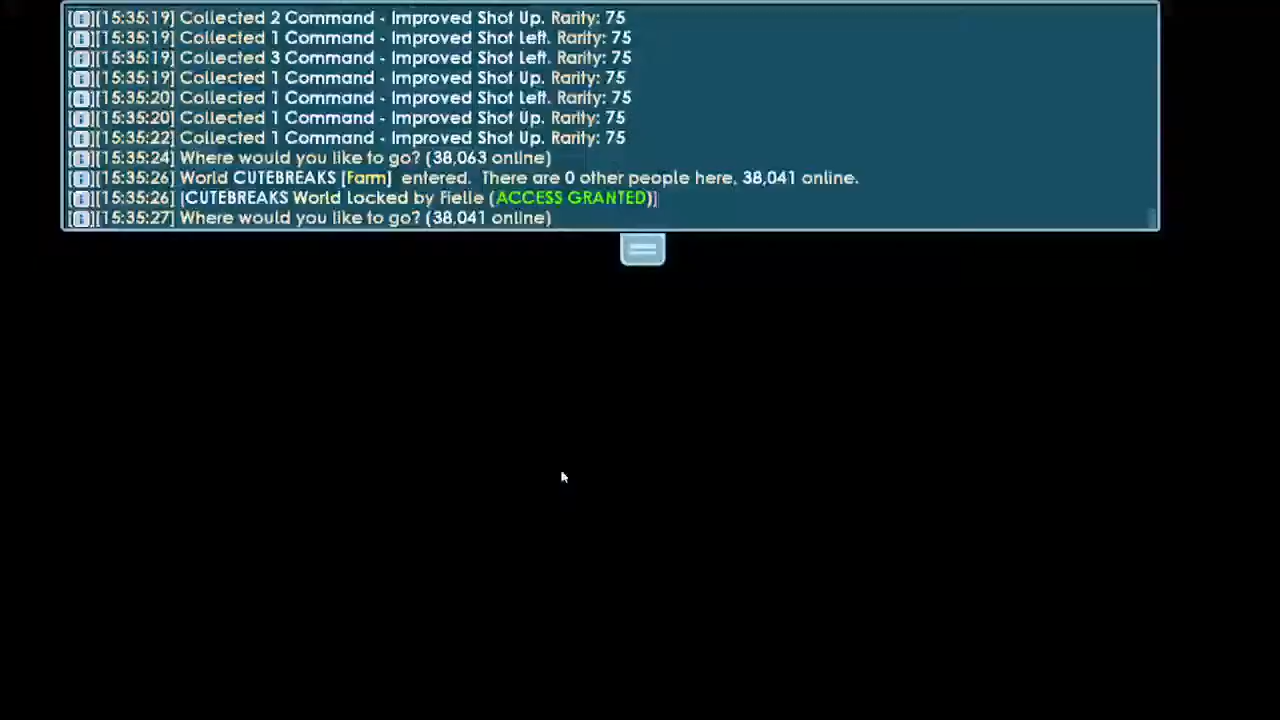 [i][15:35:19] Collected 2 Command - Improved Shot Up. Rarity: 75
[i][15:35:19] Collected 1 Command - Improved Shot Left. Rarity: 75
[i][15:35:19] Collected 3 Command - Improved Shot Left. Rarity: 75
[i][15:35:19] Collected 1 Command - Improved Shot Up. Rarity: 75
[i][15:35:20] Collected 1 Command - Improved Shot Left. Rarity: 75
[i][15:35:20] Collected 1 Command - Improved Shot Up. Rarity: 75
[i][15:35:22] Collected 1 Command - Improved Shot Up. Rarity: 75
[i][15:35:24] Where would you like to go? (38,063 online)
[i][15:35:26] World CUTEBREAKS [Farm] entered. There are 0 other people here, 38,041 online.
[i][15:35:26] [CUTEBREAKS World Locked by Fielle (ACCESS GRANTED)]
[i][15:35:27] Where would you like to go? (38,041 online)